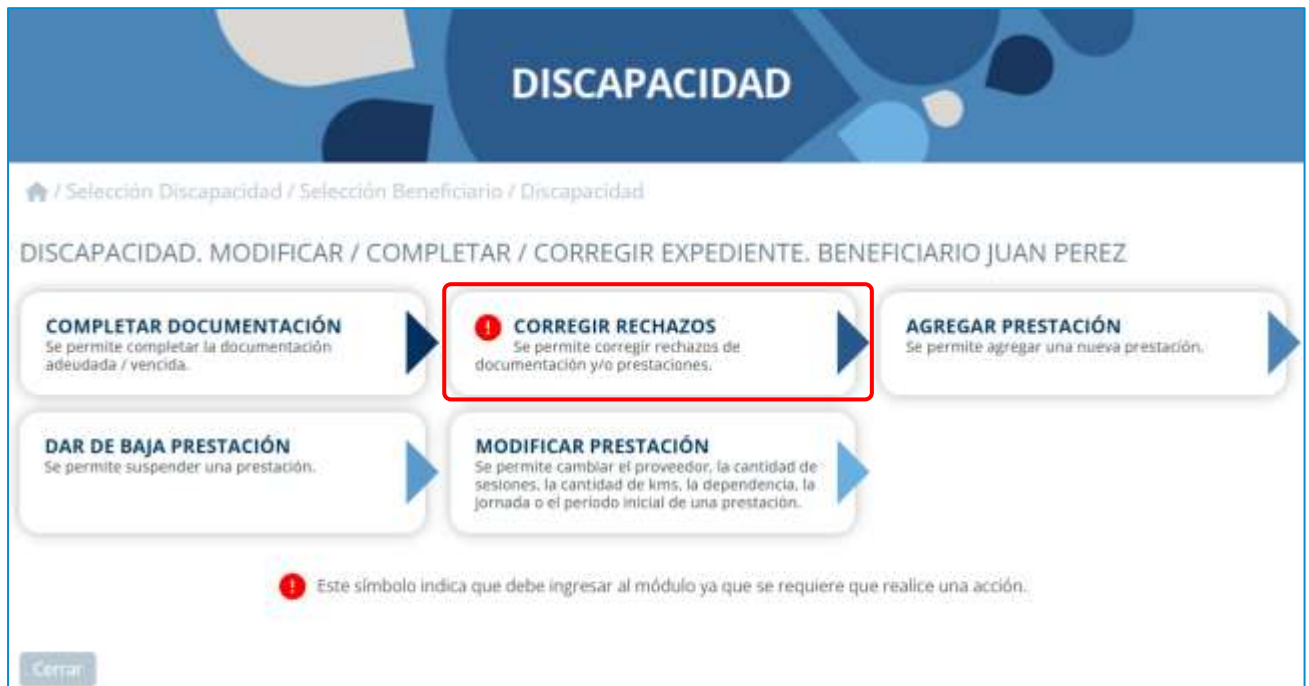 DISCAPACIDAD
/ Selección Discapacidad / Selección Beneficiario / Discapacidad
DISCAPACIDAD. MODIFICAR / COMPLETAR / CORREGIR EXPEDIENTE. BENEFICIARIO JUAN PEREZ
COMPLETAR DOCUMENTACIÓN
Se permite completar la documentación
adeudada / vencida.
CORREGIR RECHAZOS
Se permite corregir rechazos de
documentación y/o prestaciones.
AGREGAR PRESTACIÓN
Se permite agregar una nueva prestación.
DAR DE BAJA PRESTACIÓN
Se permite suspender una prestación.
MODIFICAR PRESTACIÓN
Se permite cambiar el proveedor, la cantidad de
sesiones, la cantidad de kms, la dependencia, la
jornada o el periodo inicial de una prestación.
Este símbolo indica que debe ingresar al módulo ya que se requiere que realice una acción.
Cerrar